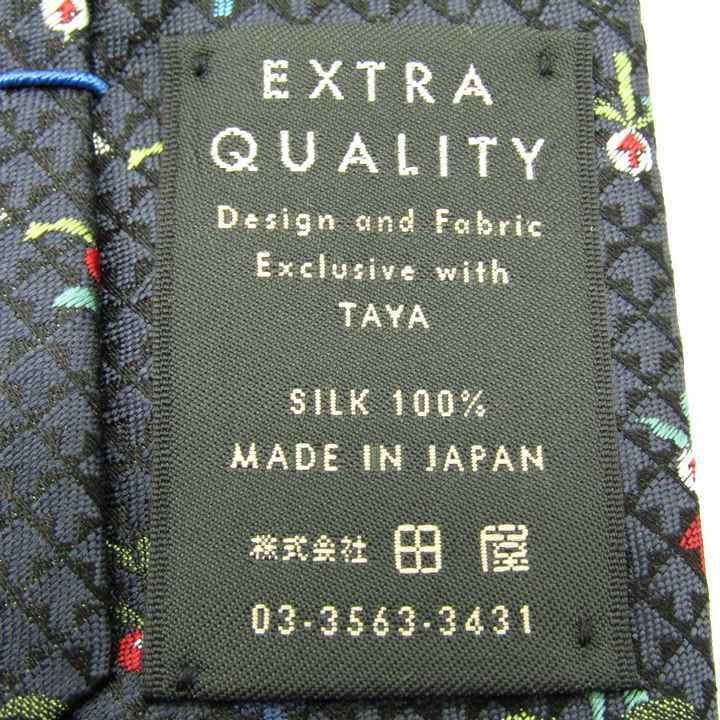 EXTRA
QUALITY
Design and Fabric
Exclusive with
TAYA
SILK 100%
MADE IN JAPAN
株式会社 田屋
03-3563-3431